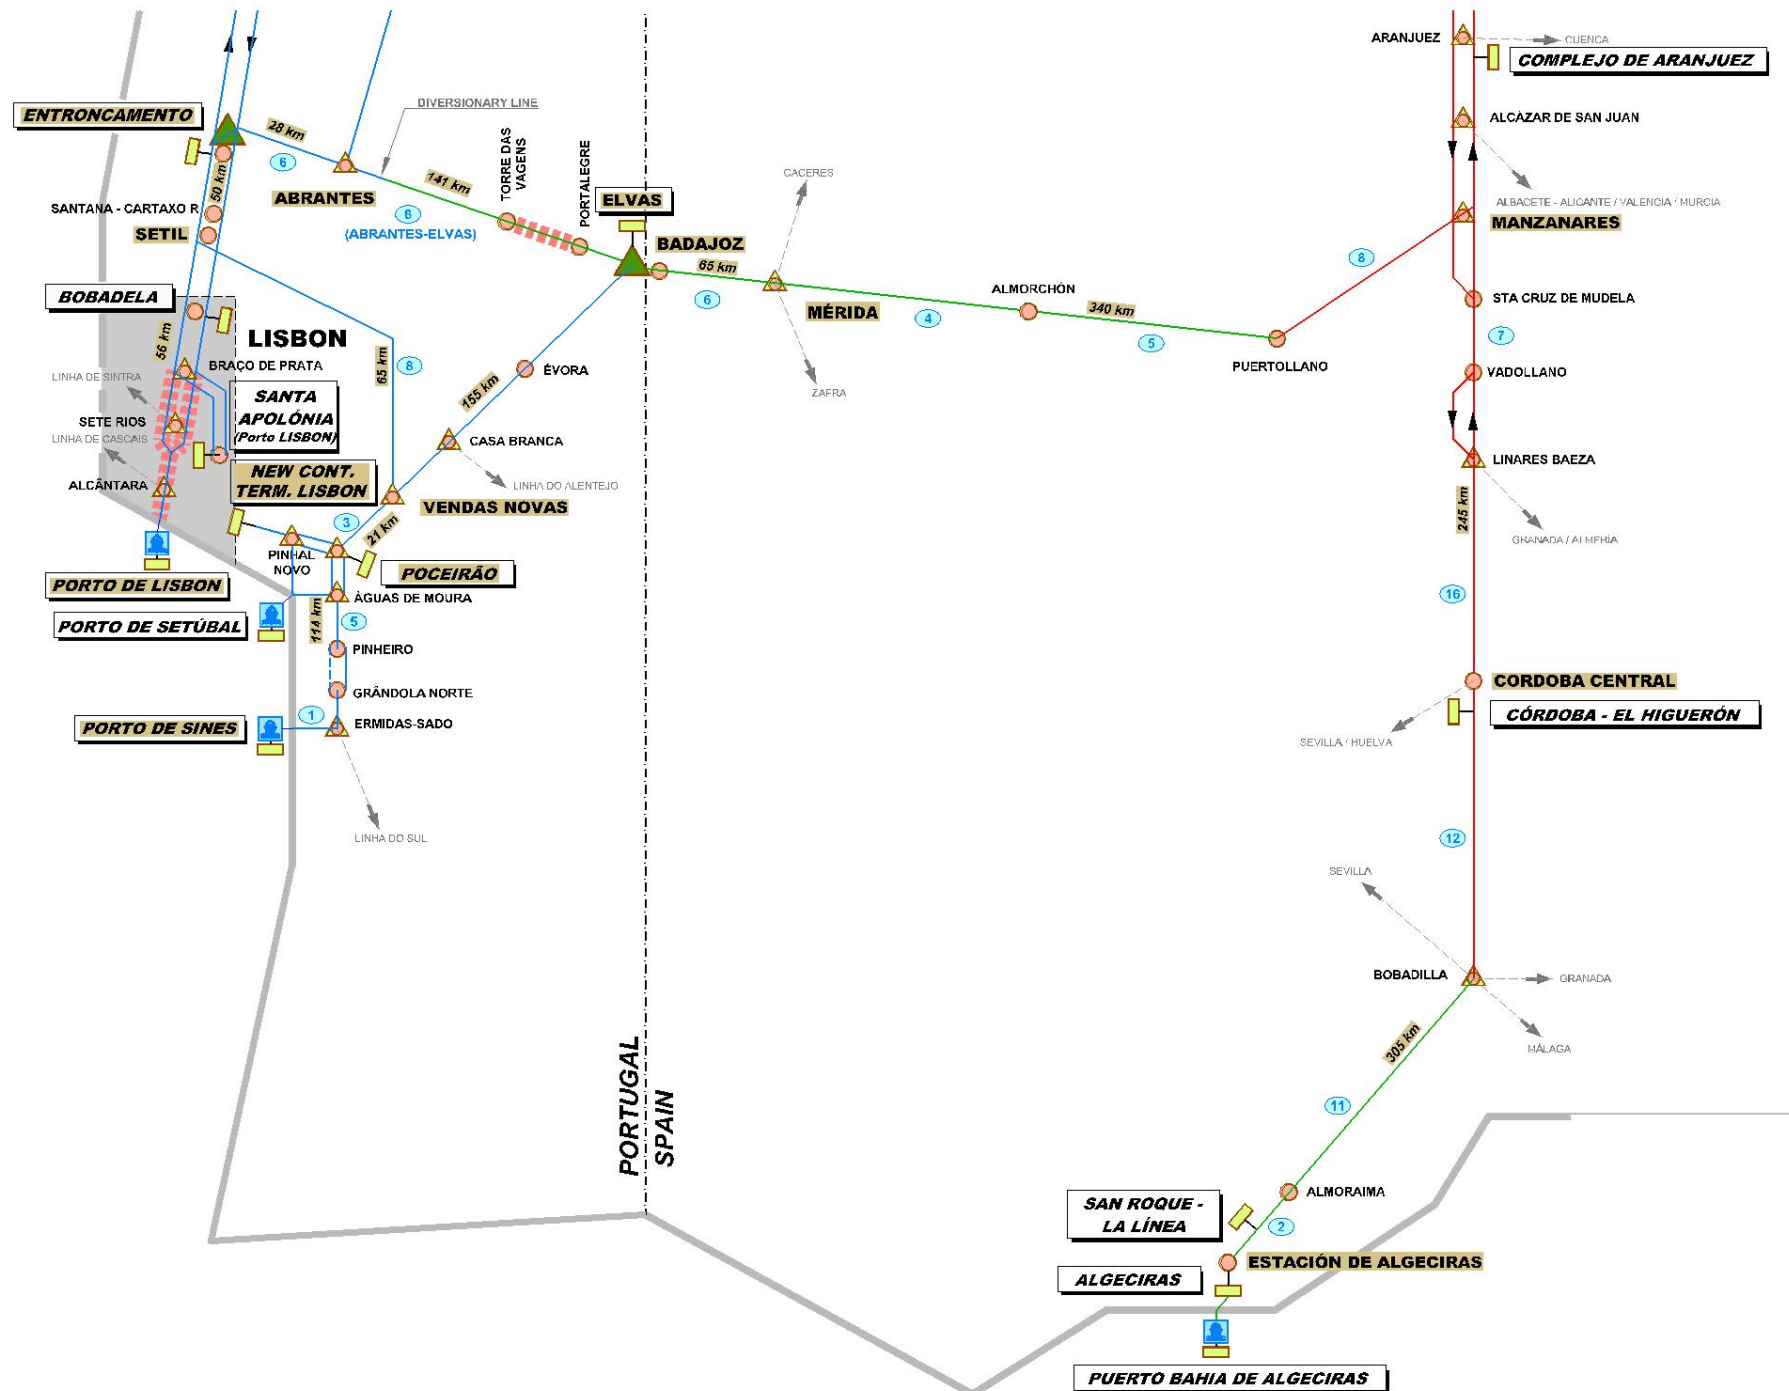 ARANJUEZ
CUENCA
COMPLEJO DE ARANJUEZ
ENTRONCAMENTO
28 km
DIVERSIONARY LINE
ALCÁZAR DE SAN JUAN
6
50 km
ABRANTES
141 km
TORRE DAS
VAGENS
PORTALEGRE
CACERES
ALBACETE - ALICANTE / VALENCIA / MURCIA
SANTANA - CARTAXO R
SETIL
6
(ABRANTES-ELVAS)
ELVAS
BADAJOZ
MANZANARES
65 km
6
8
BOBADELA
MÉRIDA
4
ALMORCHÓN
340 km
5
STA CRUZ DE MUDELA
7
LISBON
56 km
BRAÇO DE PRATA
65 km
8
ÉVORA
PUERTOLLANO
VADOLLANO
LINHA DE SINTRA
SANTA
APOLÓNIA
(Porto LISBON)
155 km
ZAFRA
SETE RIOS
LINHA DE CASCAIS
CASA BRANCA
LINARES BAEZA
ALCÂNTARA
NEW CONT.
TERM. LISBON
LINHA DO ALENTEJO
VENDAS NOVAS
245 km
3
21 km
GRANADA / ALMERÍA
PINHAL
NOVO
POCEIRÃO
PORTO DE LISBON
ÀGUAS DE MOURA
16
PORTO DE SETÚBAL
114 km
5
PINHEIRO
CORDOBA CENTRAL
GRÂNDOLA NORTE
CÓRDOBA - EL HIGUERÓN
PORTO DE SINES
1
ERMIDAS-SADO
SEVILLA / HUELVA
LINHA DO SUL
12
SEVILLA
BOBADILLA
GRANADA
MÁLAGA
305 km
PORTUGAL
SPAIN
11
ALMORAIMA
SAN ROQUE -
LA LÍNEA
2
ESTACIÓN DE ALGECIRAS
ALGECIRAS
PUERTO BAHIA DE ALGECIRAS